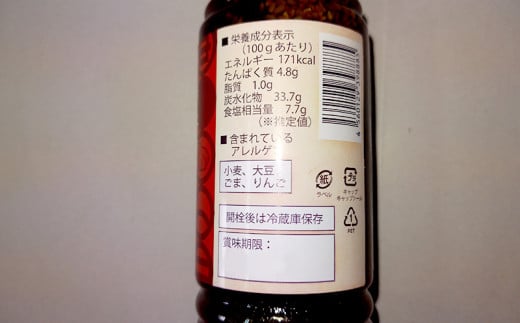 ■ 栄養成分表示
(100gあたり)
エネルギー 171kcal
たんぱく質 4.8g
脂質 1.0g
炭水化物 33.7g
食塩相当量 7.7g
(※推定値)
■ 含まれている
アレルゲン
小麦、大豆
ごま、りんご
紙
ラベル
プラ
キャップ
キャップシール
1
PET
開栓後は冷蔵庫保存
賞味期限：